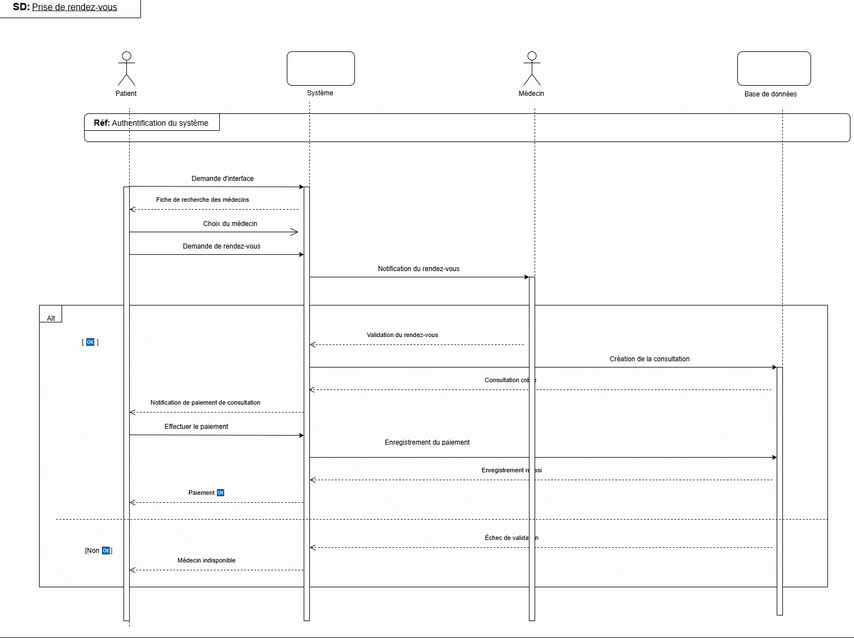 SD: Prise de rendez-vous
Patient
Système
Médecin
Base de données
Réf: Authentification du système
Demande d'interface
Fiche de recherche des médecins
Choix du médecin
Demande de rendez-vous
Notification du rendez-vous
Alt
[ 🆗 ]
Validation du rendez-vous
Création de la consultation
Consultation créée
Notification de paiement de consultation
Effectuer le paiement
Enregistrement du paiement
Enregistrement réussi
Paiement 🆗
[Non 🆗]
Échec de validation
Médecin indisponible